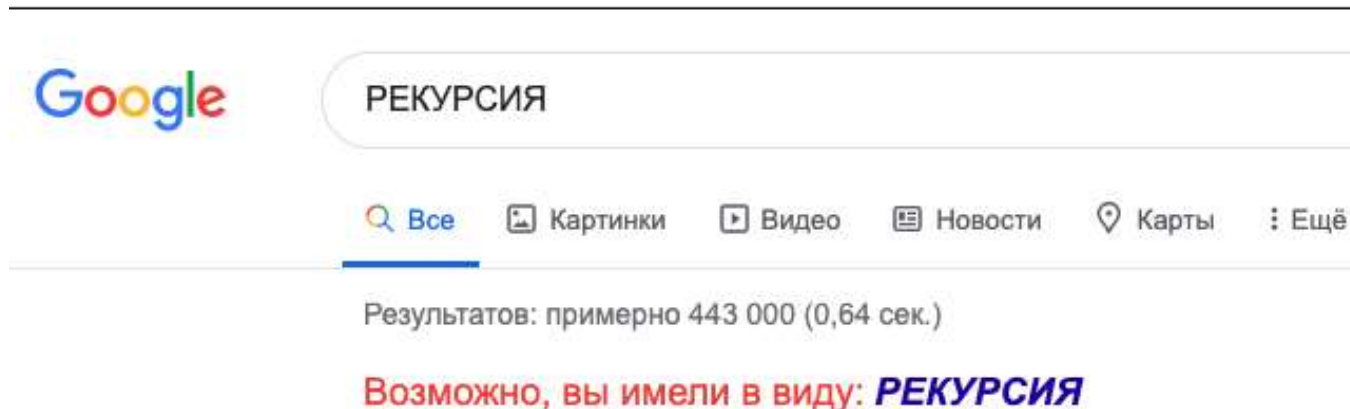 Google
РЕКУРСИЯ
Все Картинки Видео Новости Карты Ещё
Результатов: примерно 443 000 (0,64 сек.)
Возможно, вы имели в виду: РЕКУРСИЯ